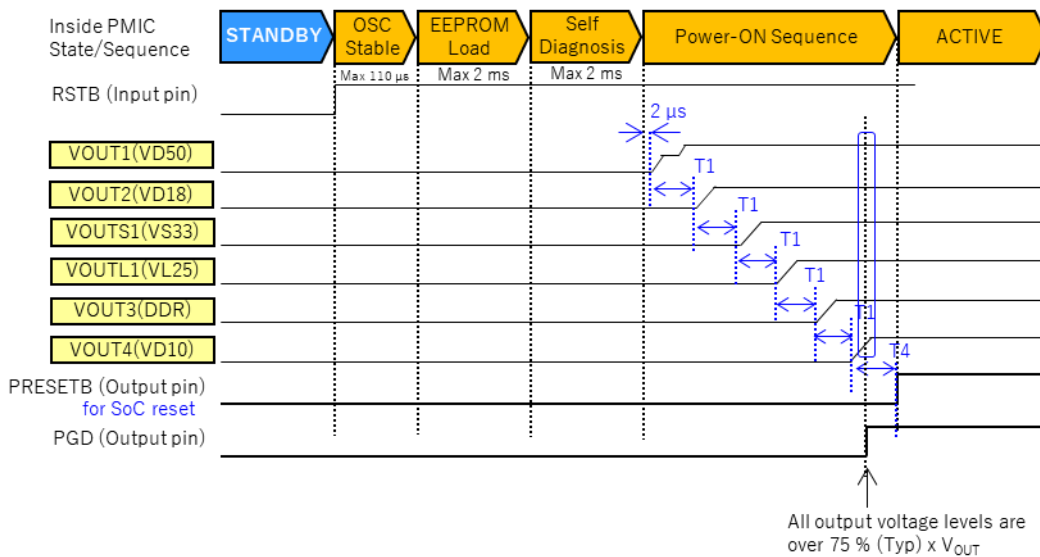 Inside PMIC
State/Sequence
STANDBY
OSC
Stable
EEPROM
Load
Self
Diagnosis
Power-ON Sequence
ACTIVE
Max 110 µs
Max 2 ms
Max 2 ms
RSTB (Input pin)
2 µs
VOUT1(VD50)
T1
VOUT2(VD18)
T1
VOUTS1(VS33)
T1
VOUTL1(VL25)
T1
VOUT3(DDR)
T1
VOUT4(VD10)
T4
PRESETB (Output pin)
for SoC reset
PGD (Output pin)
All output voltage levels are
over 75 % (Typ) x VOUT